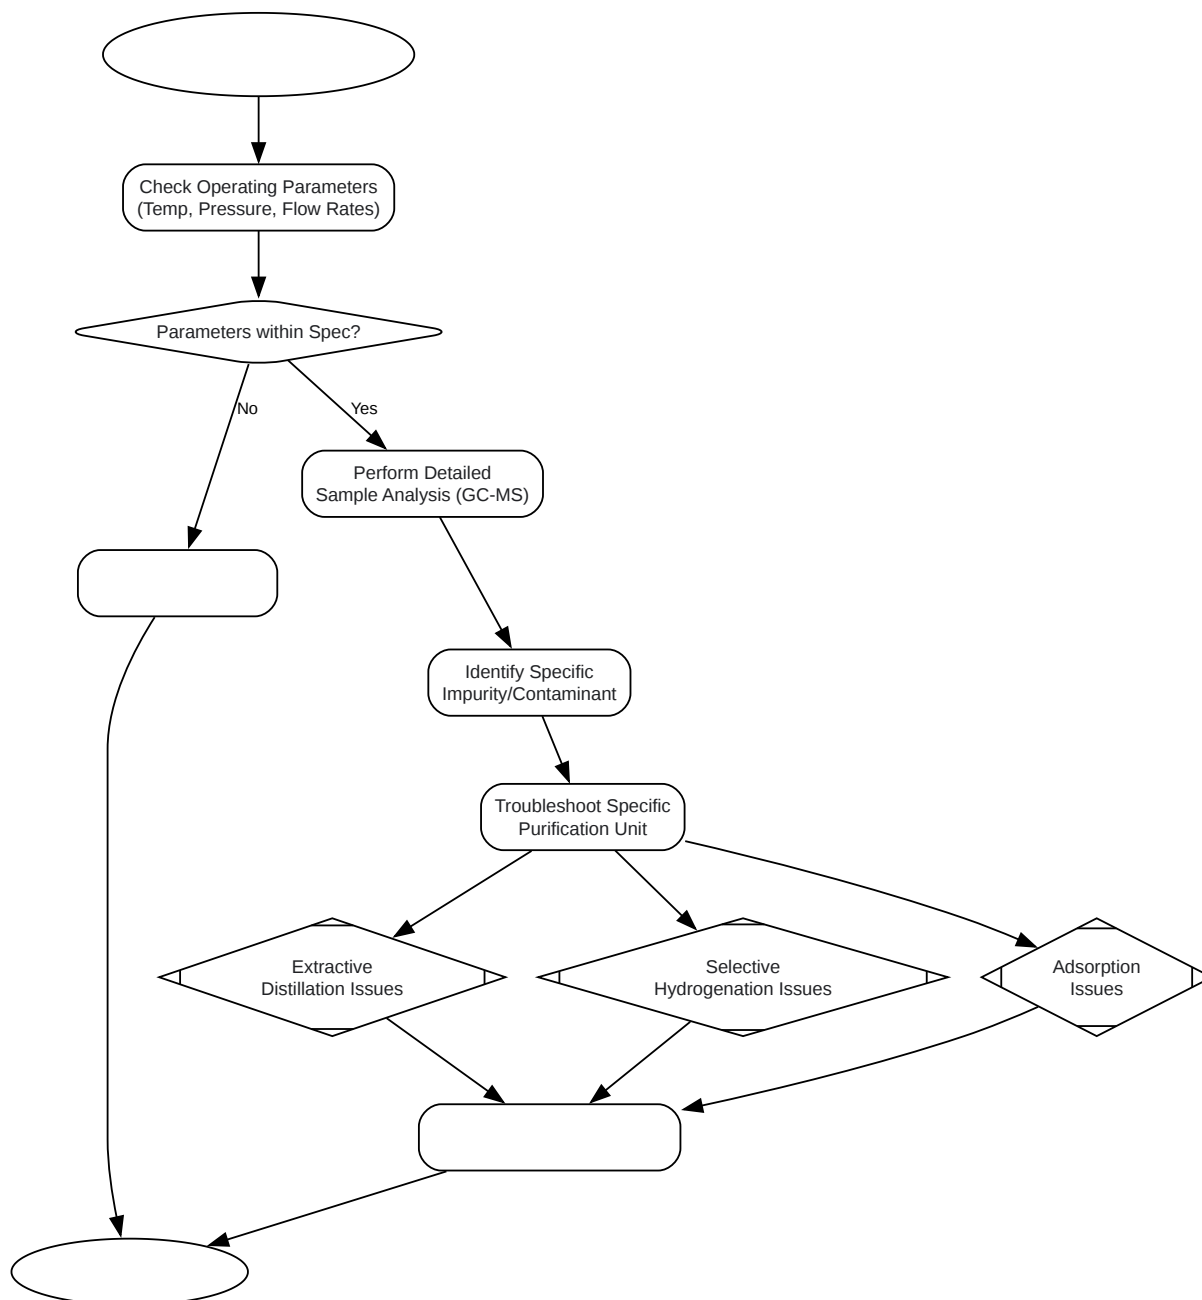 Check Operating Parameters
(Temp, Pressure, Flow Rates)
Parameters within Spec?
No
Yes
Perform Detailed
Sample Analysis (GC-MS)
Identify Specific
Impurity/Contaminant
Troubleshoot Specific
Purification Unit
Extractive
Distillation Issues
Selective
Hydrogenation Issues
Adsorption
Issues